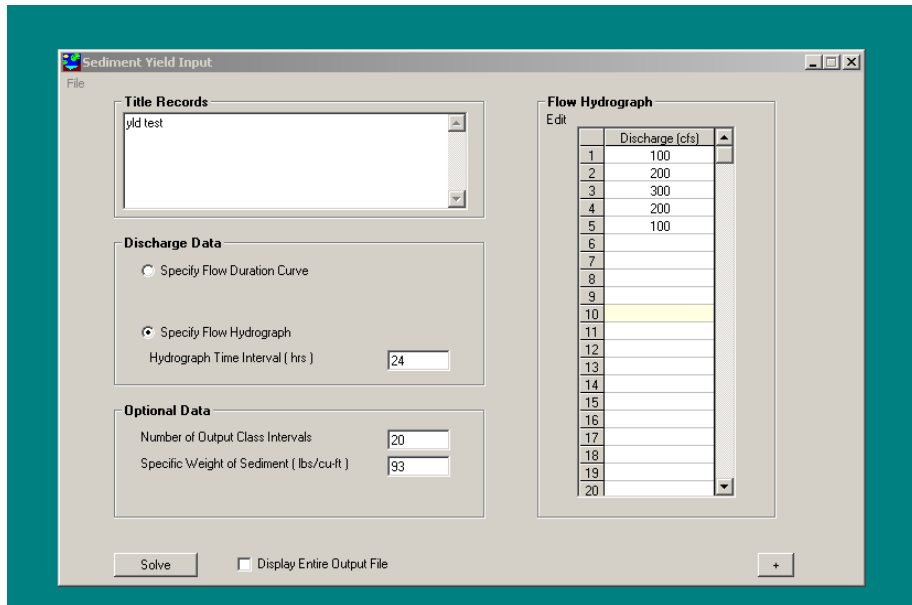 Sediment Yield Input
File
Title Records
yld test
Discharge Data
Specify Flow Duration Curve
Specify Flow Hydrograph
Hydrograph Time Interval ( hrs )
24
Optional Data
Number of Output Class Intervals
20
Specific Weight of Sediment ( lbs/cu-ft )
93
Flow Hydrograph
Edit
Discharge (cfs)
1 100
2 200
3 300
4 200
5 100
6
7
8
9
10
11
12
13
14
15
16
17
18
19
20
Solve
Display Entire Output File
+